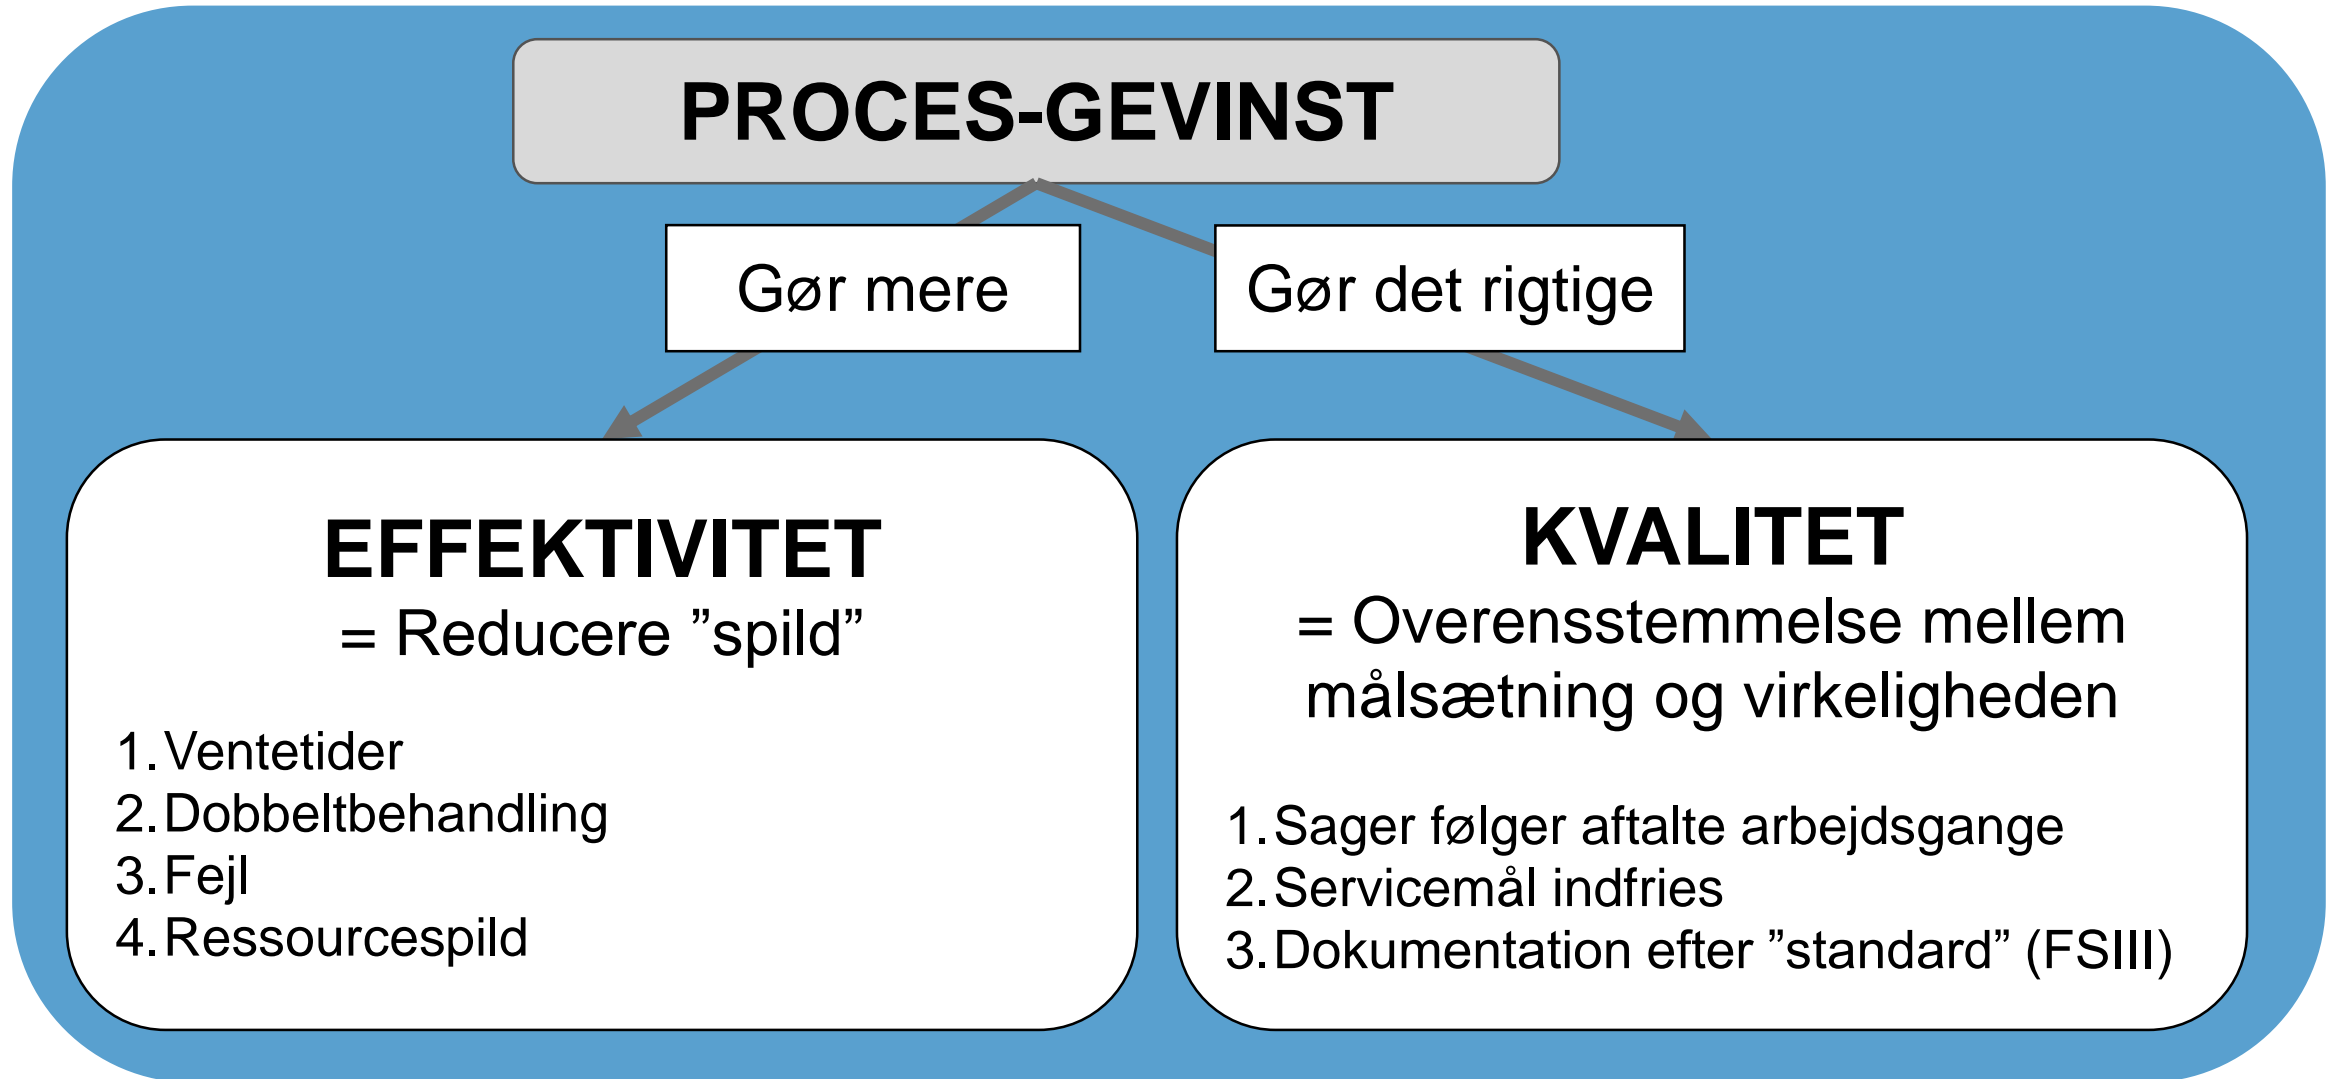 PROCES-GEVINST
Gør mere
Gør det rigtige
EFFEKTIVITET
= Reducere ”spild”
1. Ventetider
2. Dobbeltbehandling
3. Fejl
4. Ressourcespild
KVALITET
= Overensstemmelse mellem
målsætning og virkeligheden
1. Sager følger aftalte arbejdsgange
2. Servicemål indfries
3. Dokumentation efter ”standard” (FSIII)